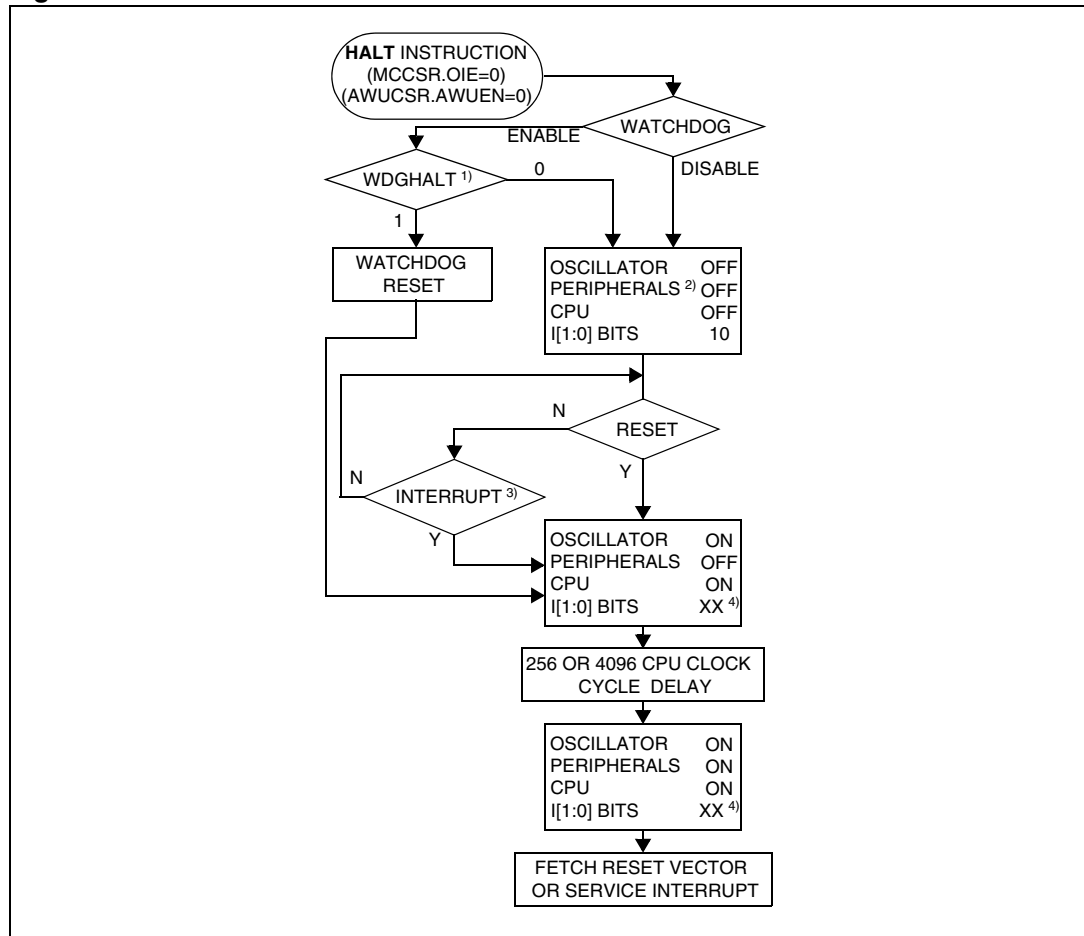 HALT INSTRUCTION
(MCCSR.OIE=0)
(AWUCSR.AWUEN=0)
WATCHDOG
ENABLE
DISABLE
WDGHALT 1)
0
1
WATCHDOG
RESET
OSCILLATOR OFF
PERIPHERALS 2) OFF
CPU OFF
I[1:0] BITS 10
N
RESET
Y
N
INTERRUPT 3)
Y
OSCILLATOR ON
PERIPHERALS OFF
CPU ON
I[1:0] BITS XX 4)
256 OR 4096 CPU CLOCK
CYCLE DELAY
OSCILLATOR ON
PERIPHERALS ON
CPU ON
I[1:0] BITS XX 4)
FETCH RESET VECTOR
OR SERVICE INTERRUPT